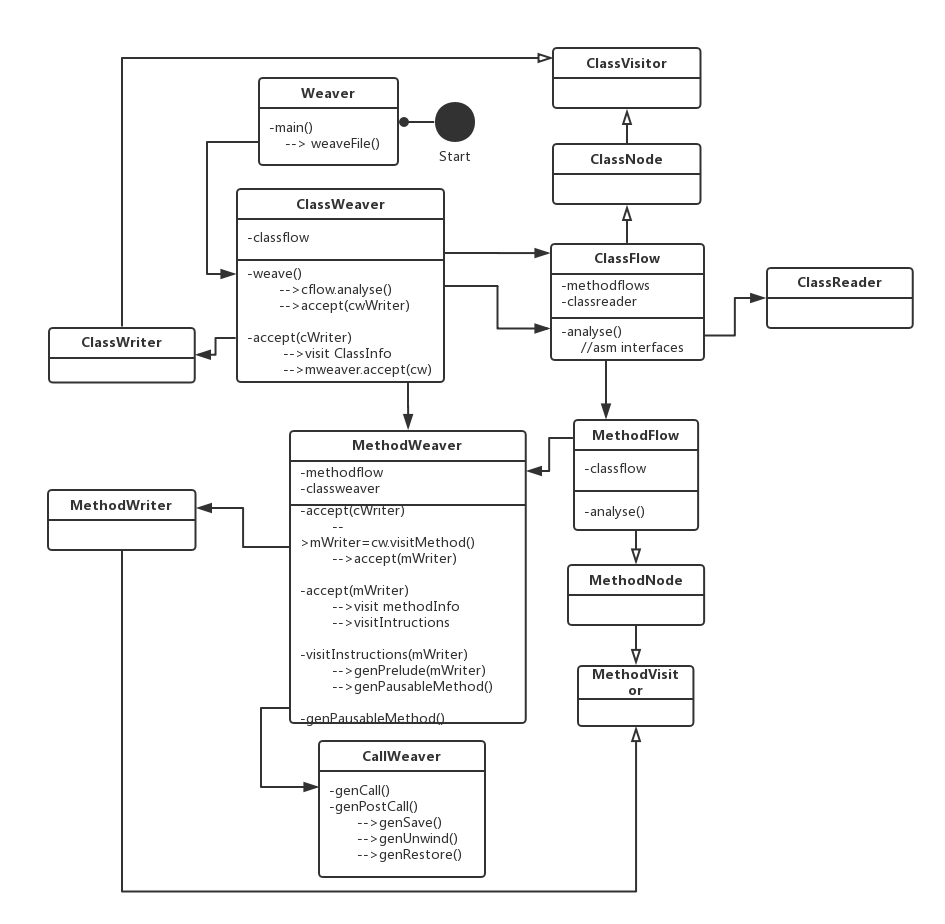 ClassVisitor
Weaver
-main()
--> weaveFile()
Start
ClassNode
ClassWeaver
-classflow
-weave()
-->cflow.analyse()
-->accept(cwWriter)
-accept(cWriter)
-->visit ClassInfo
-->mweaver.accept(cw)
ClassFlow
-methodflows
-classreader
-analyse()
//asm interfaces
ClassReader
ClassWriter
MethodWeaver
-methodflow
-classweaver
-accept(cWriter)
--
>mWriter=cw.visitMethod()
-->accept(mWriter)
-accept(mWriter)
-->visit methodInfo
-->visitIntructions
-visitInstructions(mWriter)
-->genPrelude(mWriter)
-->genPausableMethod()
-genPausableMethod()
MethodFlow
-classflow
-analyse()
MethodWriter
MethodNode
MethodVisit
or
CallWeaver
-genCall()
-genPostCall()
-->genSave()
-->genUnwind()
-->genRestore()